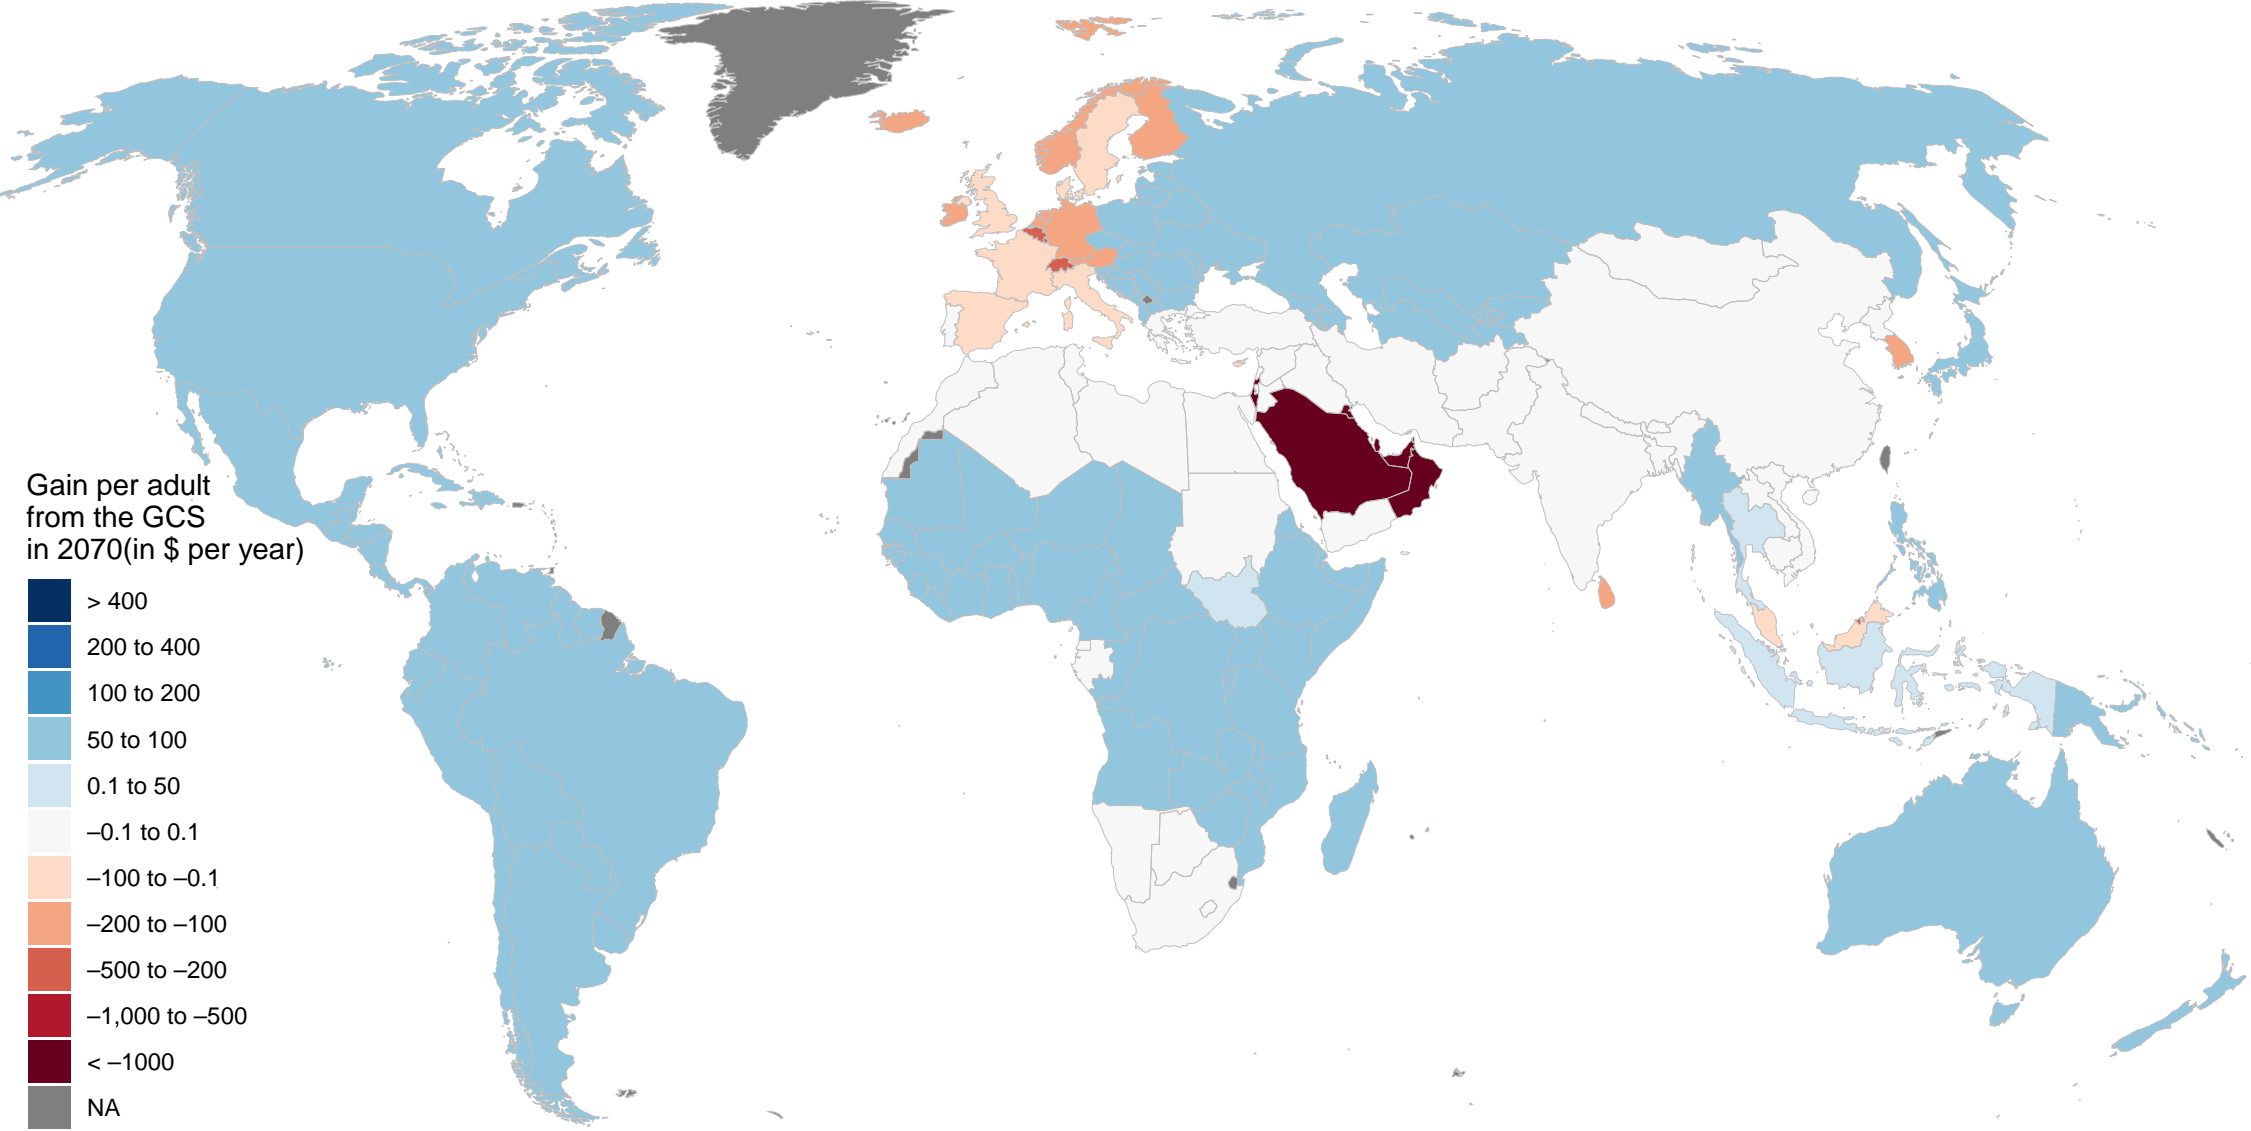 Gain per adult
from the GCS
in 2070(in $ per year)
> 400
200 to 400
100 to 200
50 to 100
0.1 to 50
–0.1 to 0.1
–100 to –0.1
–200 to –100
–500 to –200
–1,000 to –500
< –1000
NA